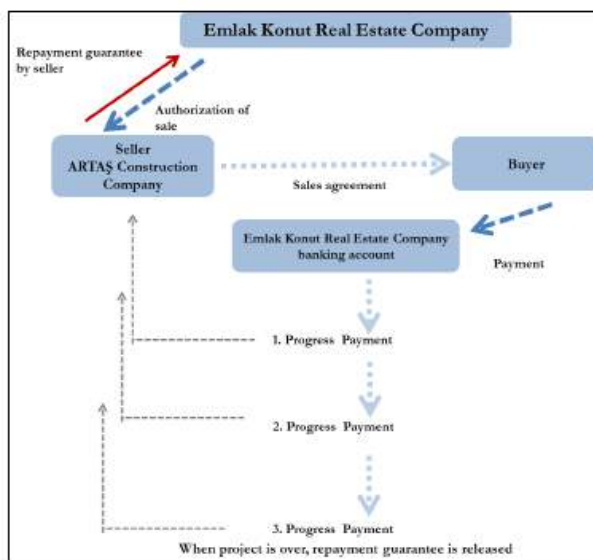 Emlak Konut Real Estate Company
Repayment guarantee
by seller
Authorization of
sale
Seller
ARTAŞ Construction
Company
Buyer
Sales agreement
Emlak Konut Real Estate Company
banking account
Payment
1. Progress Payment
2. Progress Payment
3. Progress Payment
When project is over, repayment guarantee is released